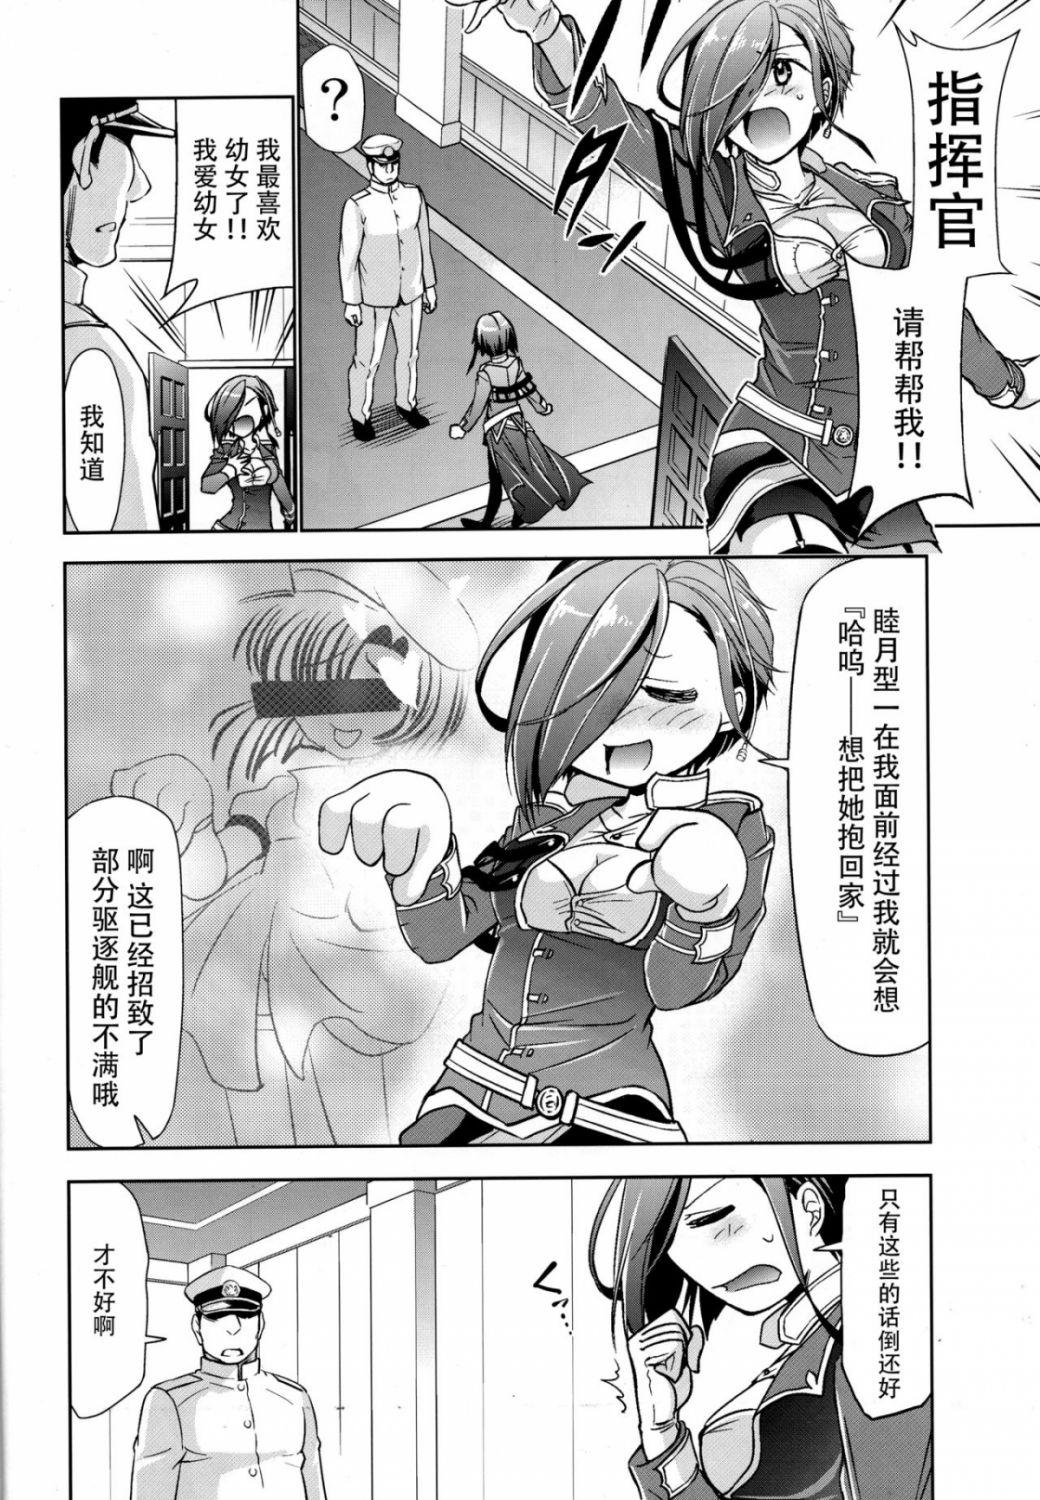 指挥官
请帮帮我!!
?
我最喜欢
幼女了!!
我爱幼女
我知道
睦月型一在我面前经过我就会想
『哈呜——想把她抱回家』
啊 这已经招致了
部分驱逐舰的不满哦
只有这些的话倒还好
くっ
才不好啊